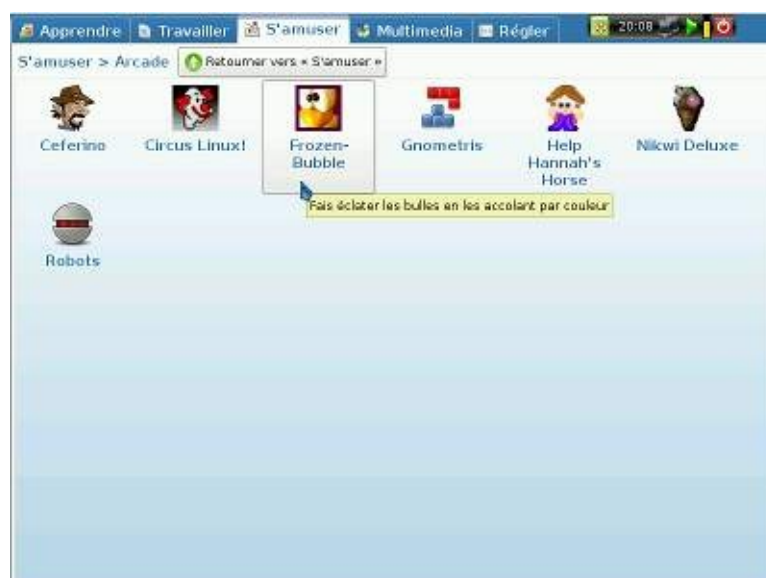 Apprendre Travailler S'amuser Multimedia Régler 20:08
S'amuser > Arcade Retourner vers « S'amuser »
Ceferino Circus Linux! Frozen- Gnometris Help Nikwi Deluxe
Bubble Hannah's
Horse
Fais éclater les bulles en les accolant par couleur
Robots